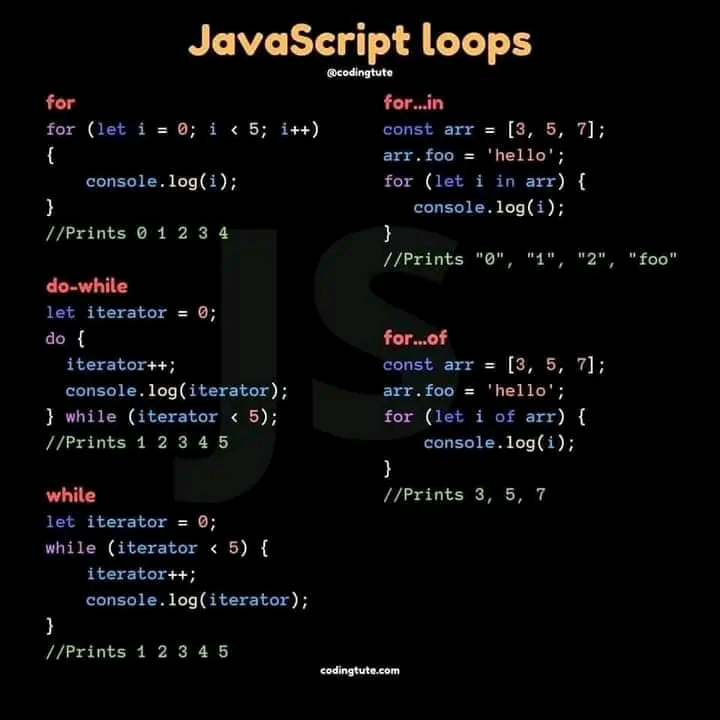 JavaScript loops
@codingtute
for
for (let i = 0; i < 5; i++)
{
    console.log(i);
}
//Prints 0 1 2 3 4
do-while
let iterator = 0;
do {
  iterator++;
  console.log(iterator);
} while (iterator < 5);
//Prints 1 2 3 4 5
while
let iterator = 0;
while (iterator < 5) {
    iterator++;
    console.log(iterator);
}
//Prints 1 2 3 4 5
for...in
const arr = [3, 5, 7];
arr.foo = 'hello';
for (let i in arr) {
   console.log(i);
}
//Prints "0", "1", "2", "foo"
for...of
const arr = [3, 5, 7];
arr.foo = 'hello';
for (let i of arr) {
    console.log(i);
}
//Prints 3, 5, 7
JS
codingtute.com